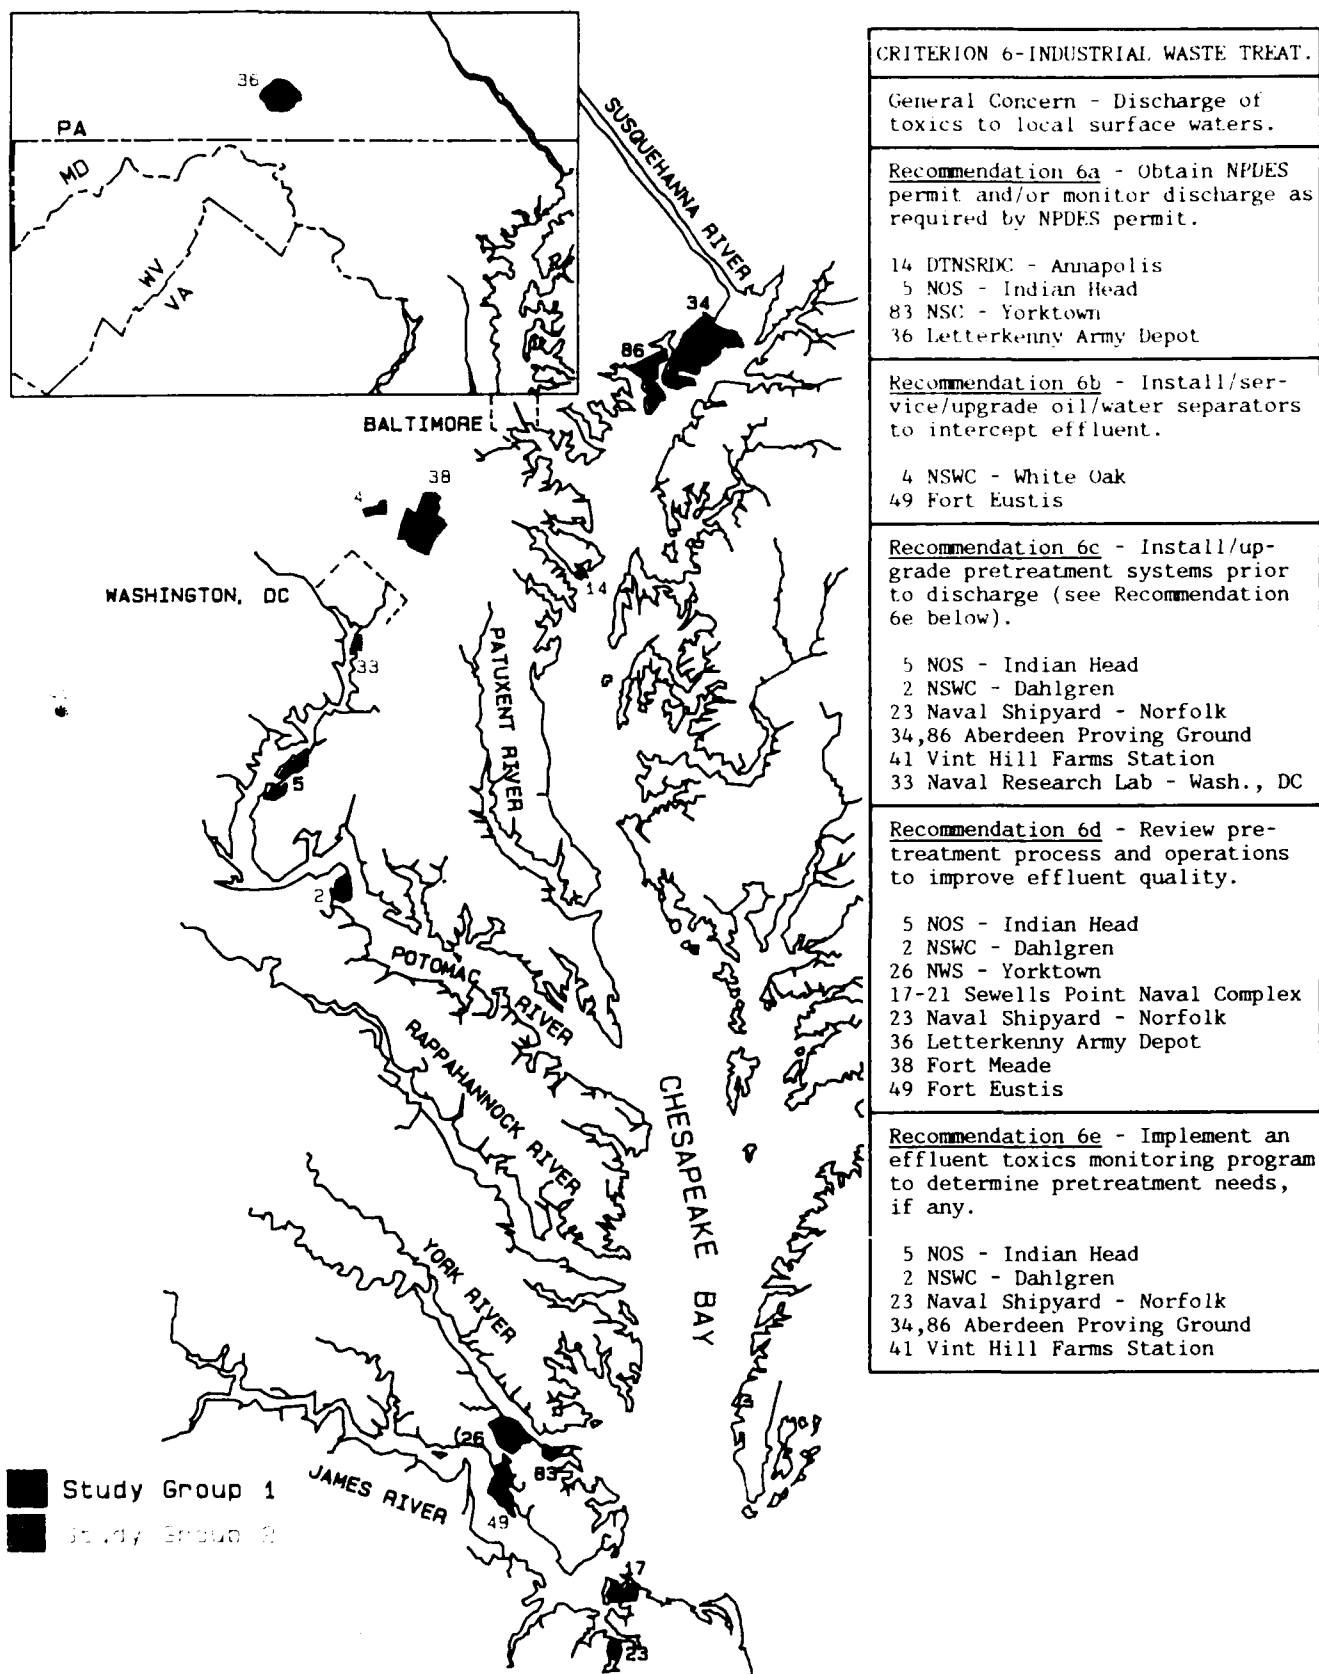 36
PA
MD
WV
VA
SUSQUEHANNA RIVER
34
86
BALTIMORE
38
4
14
WASHINGTON, DC
33
PATUXENT RIVER
5
2
POTOMAC RIVER
RAPPAHANNOCK RIVER
CHESAPEAKE BAY
YORK RIVER
26
83
JAMES RIVER
49
17
23
Study Group 1
Study Group 2
CRITERION 6-INDUSTRIAL WASTE TREAT.
General Concern - Discharge of
toxics to local surface waters.
Recommendation 6a - Obtain NPDES
permit and/or monitor discharge as
required by NPDES permit.
14 DTNSRDC - Annapolis
5 NOS - Indian Head
83 NSC - Yorktown
36 Letterkenny Army Depot
Recommendation 6b - Install/ser-
vice/upgrade oil/water separators
to intercept effluent.
4 NSWC - White Oak
49 Fort Eustis
Recommendation 6c - Install/up-
grade pretreatment systems prior
to discharge (see Recommendation
6e below).
5 NOS - Indian Head
2 NSWC - Dahlgren
23 Naval Shipyard - Norfolk
34,86 Aberdeen Proving Ground
41 Vint Hill Farms Station
33 Naval Research Lab - Wash., DC
Recommendation 6d - Review pre-
treatment process and operations
to improve effluent quality.
5 NOS - Indian Head
2 NSWC - Dahlgren
26 NWS - Yorktown
17-21 Sewells Point Naval Complex
23 Naval Shipyard - Norfolk
36 Letterkenny Army Depot
38 Fort Meade
49 Fort Eustis
Recommendation 6e - Implement an
effluent toxics monitoring program
to determine pretreatment needs,
if any.
5 NOS - Indian Head
2 NSWC - Dahlgren
23 Naval Shipyard - Norfolk
34,86 Aberdeen Proving Ground
41 Vint Hill Farms Station